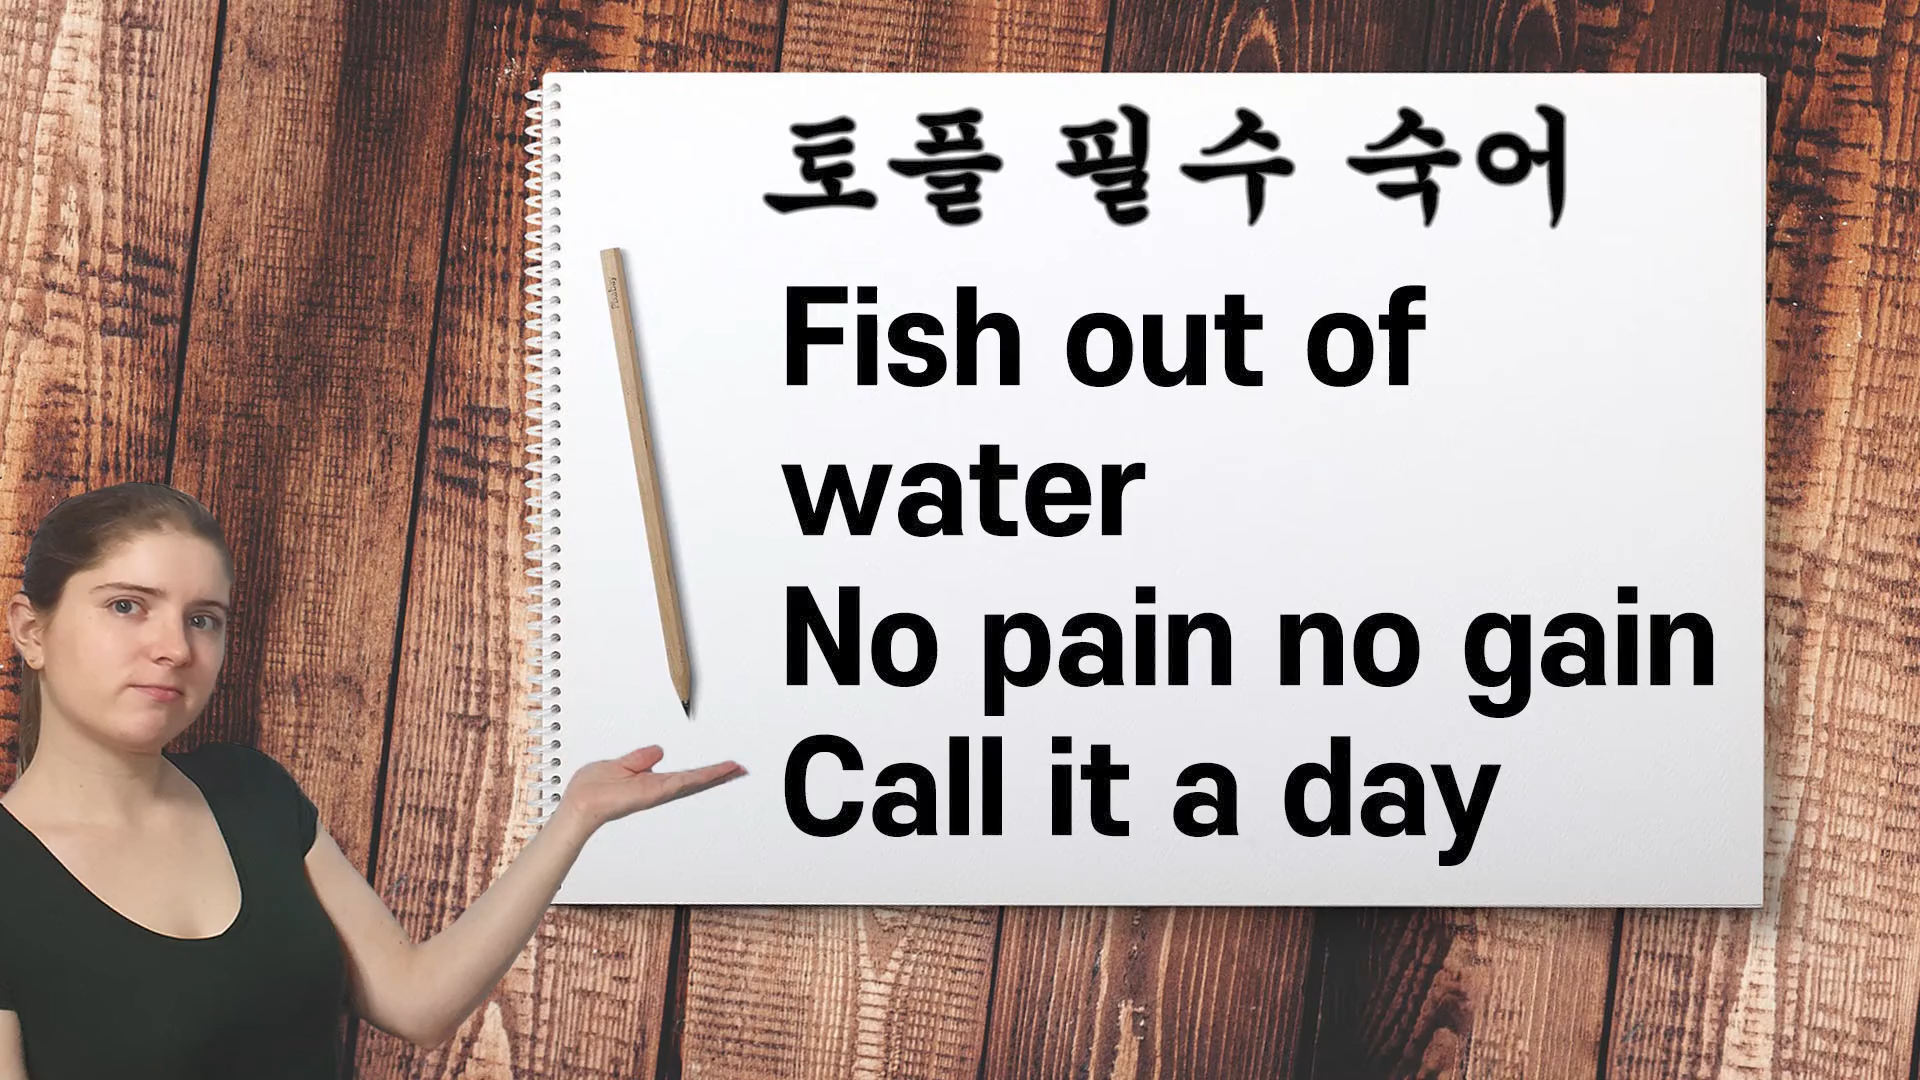 토플 필수 숙어
Fish out of
water
No pain no gain
Call it a day